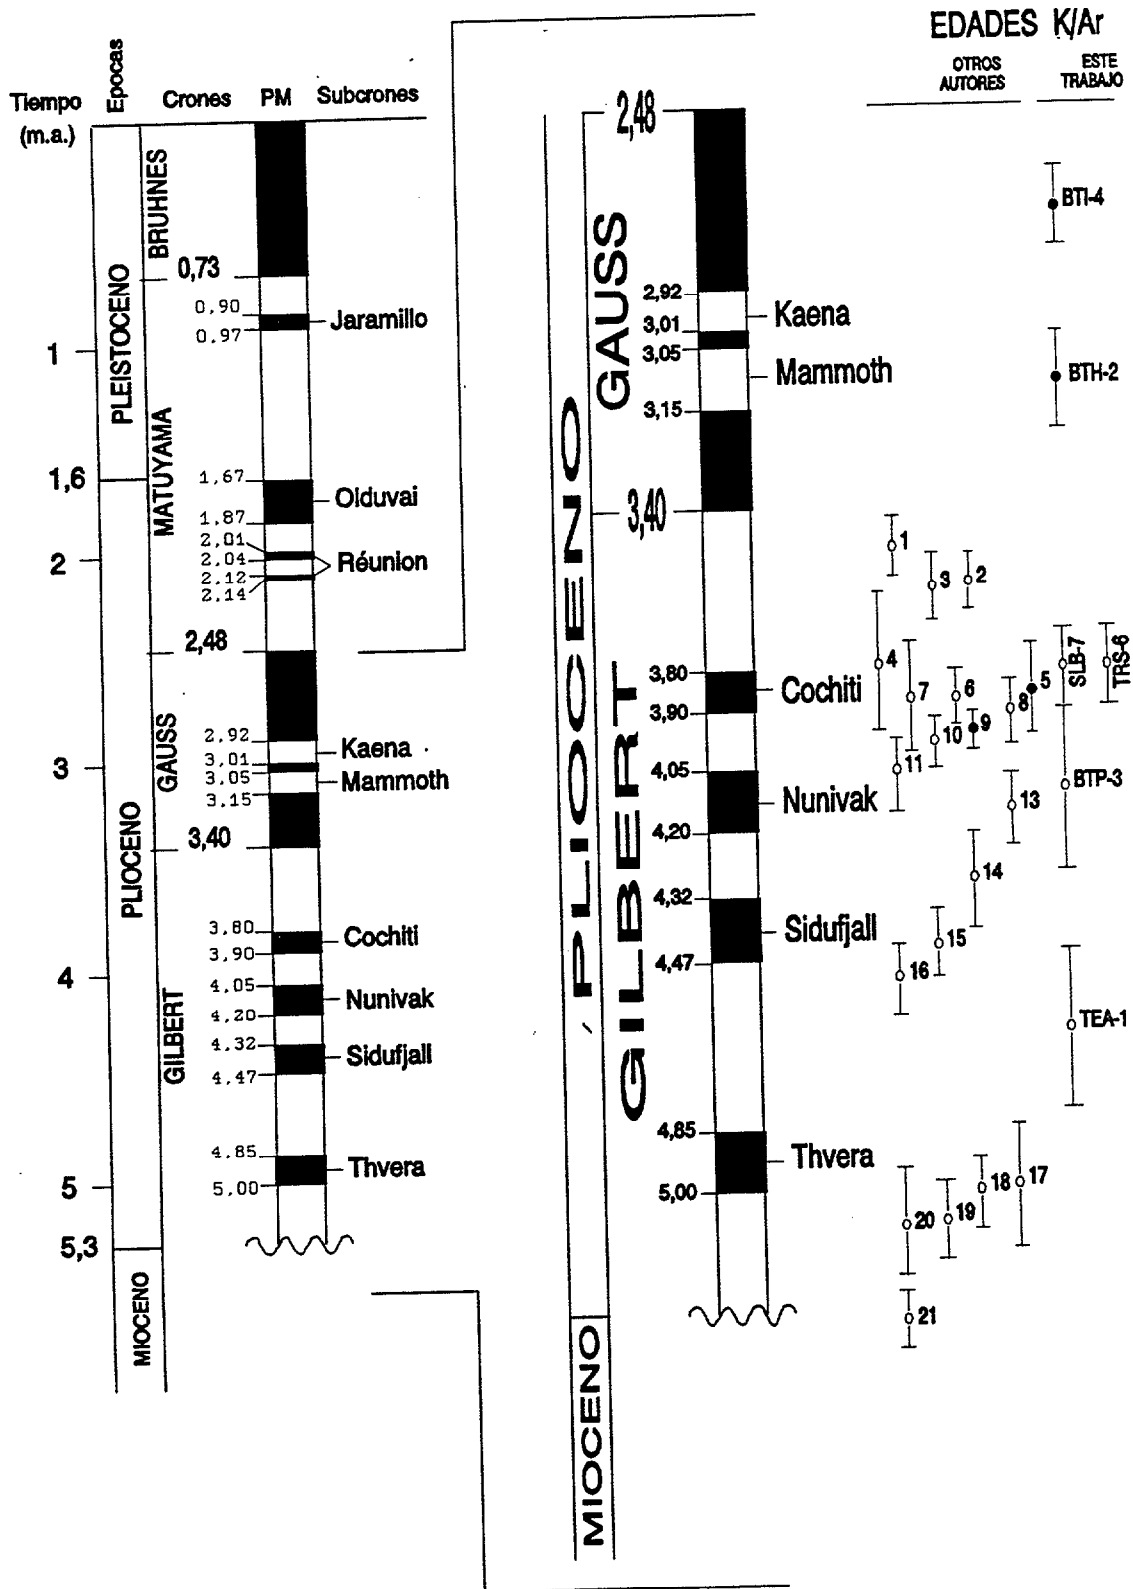 EDADES K/Ar
OTROS
AUTORES
ESTE
TRABAJO
Tiempo
(m.a.)
Epocas
Crones
PM
Subcrones
BRUHNES
0,73
PLEISTOCENO
0,90
0,97
Jaramillo
1
MATUYAMA
1,6
1,67
1,87
Olduvai
2
2,01
2,04
2,12
2,14
Réunion
2,48
GAUSS
2,92
3,01
3,05
3,15
Kaena
Mammoth
3
3,40
PLIOCENO
3,80
3,90
Cochiti
4
4,05
4,20
Nunivak
GILBERT
4,32
4,47
Sidufjall
4,85
5,00
Thvera
5
5,3
MIOCENO
2,48
GAUSS
2,92
Kaena
3,01
3,05
Mammoth
3,15
PLIOCENO
3,40
GILBERT
3,80
Cochiti
3,90
4,05
Nunivak
4,20
4,32
Sidufjall
4,47
4,85
Thvera
5,00
MIOCENO
BTI-4
BTH-2
1
3
2
4
7
6
8
5
SLB-7
TRS-6
9
10
11
13
BTP-3
14
15
16
TEA-1
17
18
19
20
21